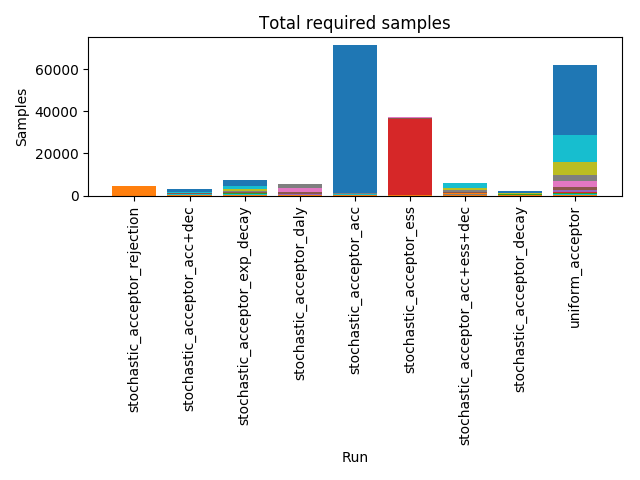 Total required samples
Samples
60000
40000
20000
0
stochastic_acceptor_rejection
stochastic_acceptor_acc+dec
stochastic_acceptor_exp_decay
stochastic_acceptor_daly
stochastic_acceptor_acc
stochastic_acceptor_ess
stochastic_acceptor_acc+ess+dec
stochastic_acceptor_decay
uniform_acceptor
Run